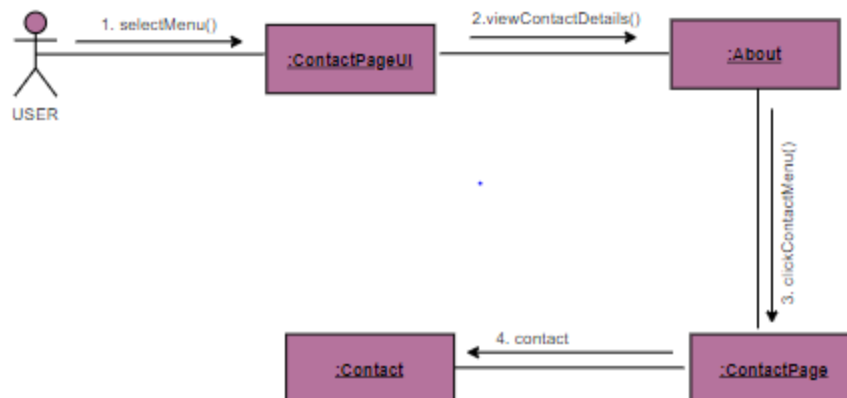 1. selectMenu()
2.viewContactDetails()
:ContactPageUI
:About
USER
3. clickContactMenu()
4. contact
:Contact
:ContactPage